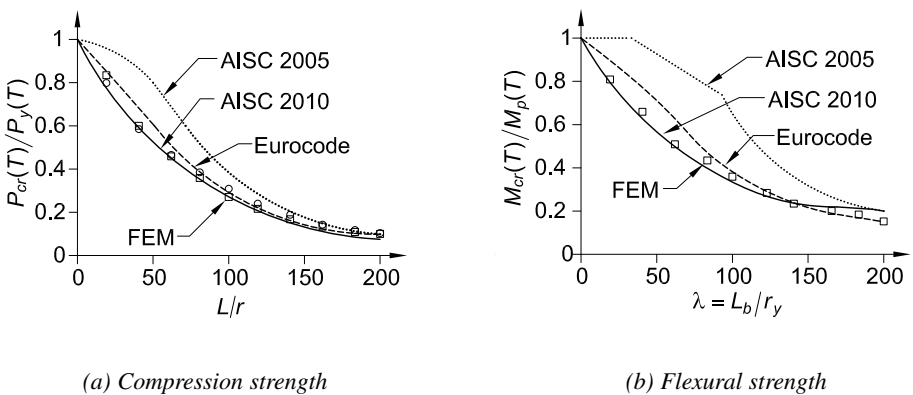 P_cr(T)/P_y(T)
1
0.8
0.6
0.4
0.2
0
AISC 2005
AISC 2010
Eurocode
FEM
0 50 100 150 200
L/r
(a) Compression strength
M_cr(T)/M_p(T)
1
0.8
0.6
0.4
0.2
0
AISC 2005
AISC 2010
Eurocode
FEM
0 50 100 150 200
λ = L_b/r_y
(b) Flexural strength